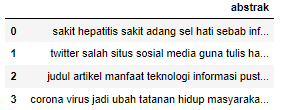 abstrak
0 sakit hepatitis sakit adang sel hati sebab inf...
1 twitter salah situs sosial media guna tulis ha...
2 judul artikel manfaat teknologi informasi pust...
3 corona virus jadi ubah tatanan hidup masyaraka...